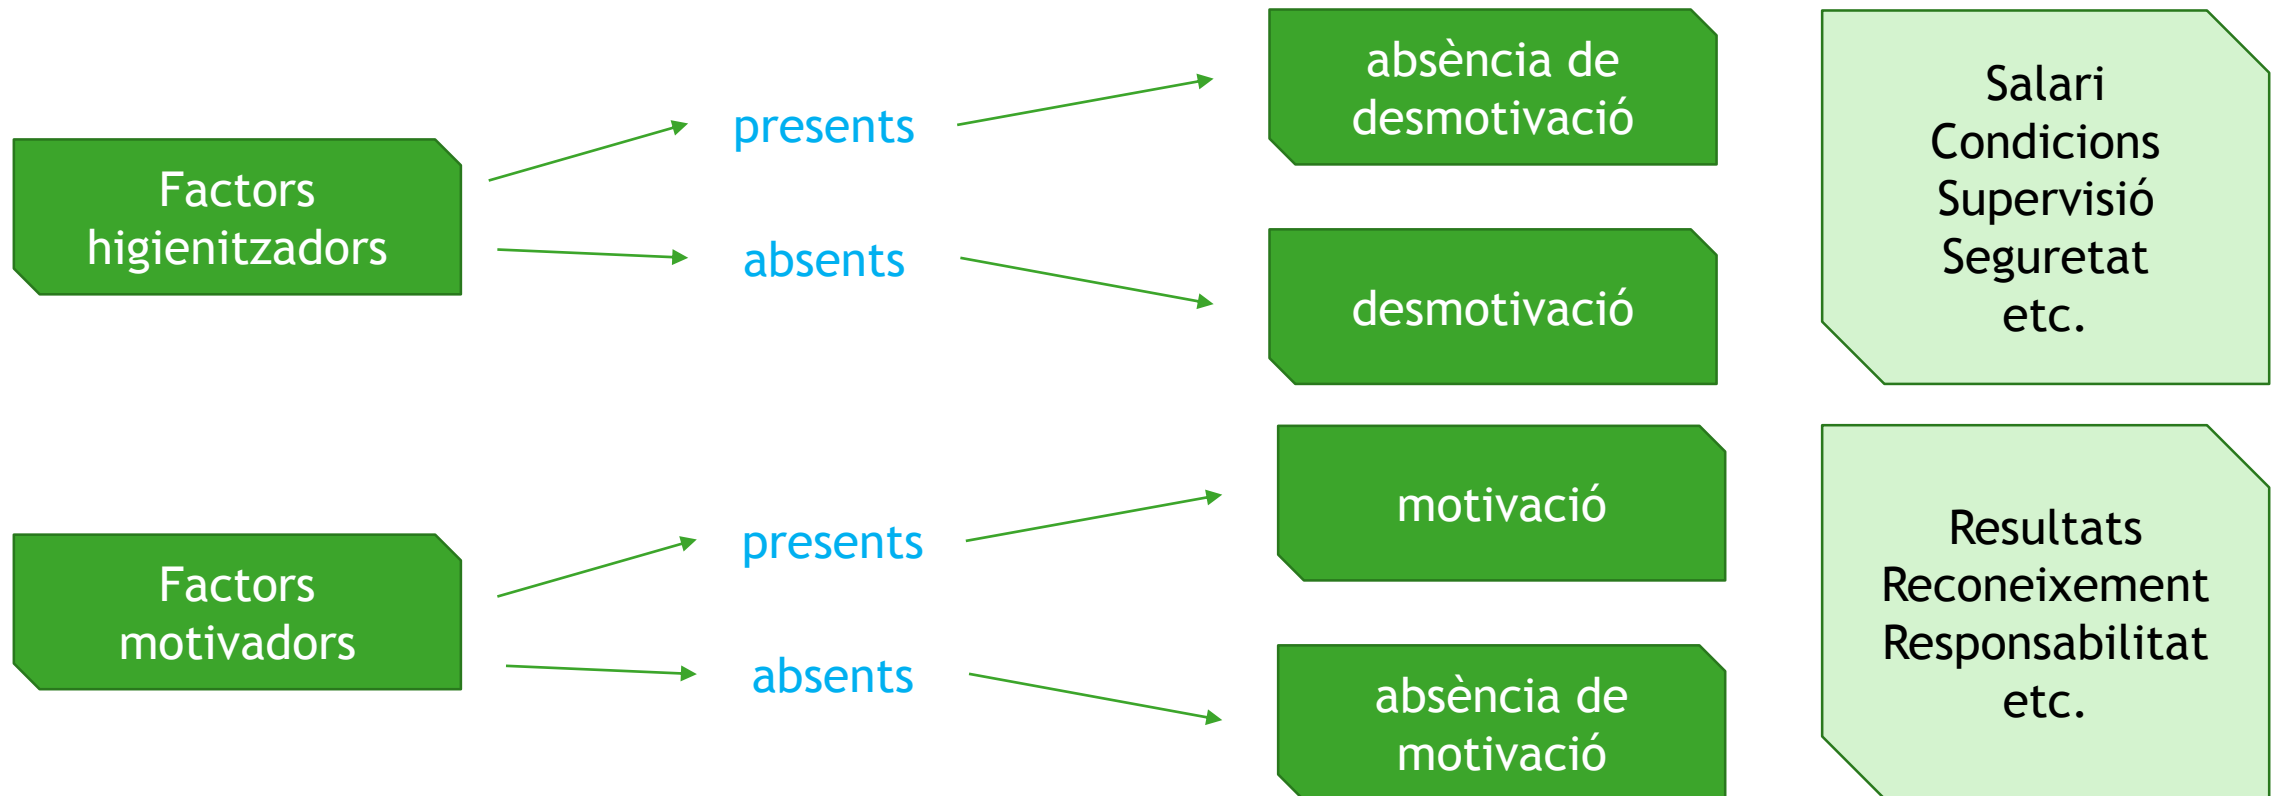 Factors
higienitzadors
presents
absents
absència de
desmotivació
desmotivació
Salari
Condicions
Supervisió
Seguretat
etc.
Factors
motivadors
presents
absents
motivació
absència de
motivació
Resultats
Reconeixement
Responsabilitat
etc.